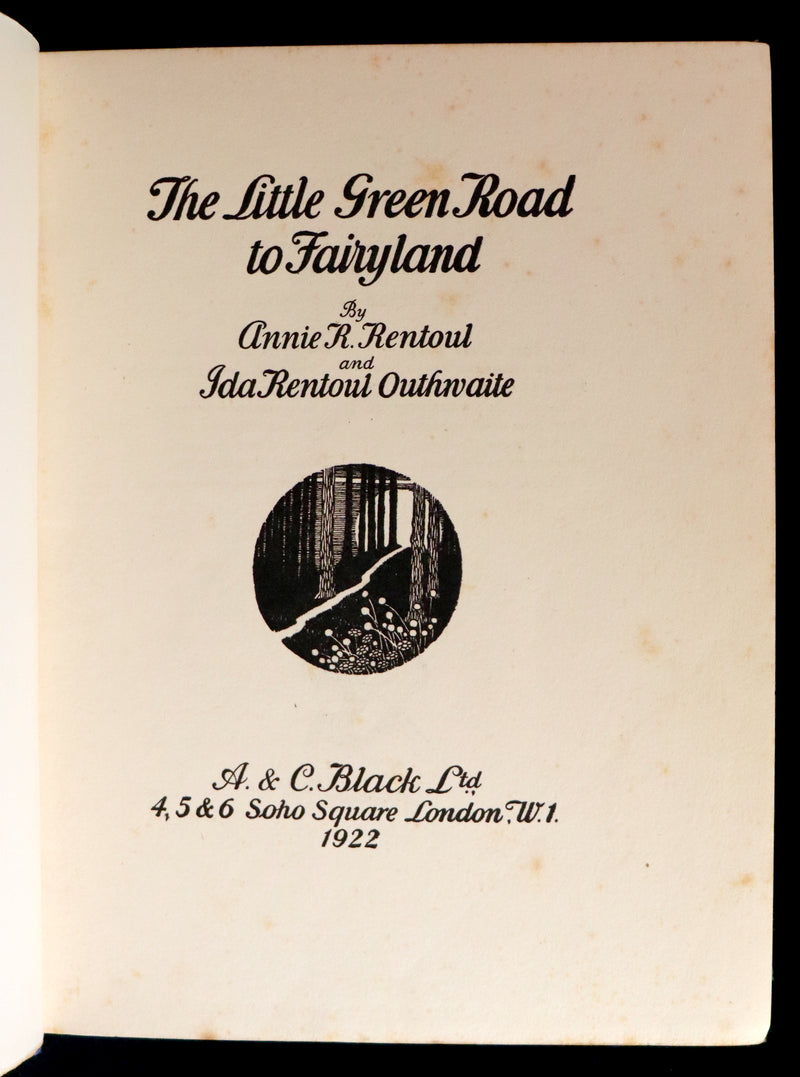 The Little Green Road
to Fairyland
By
Annie R. Rentoul
and
Ida Rentoul Outhwaite
A. & C. Black Ltd.,
4, 5 & 6 Soho Square London, W. 1.
1922